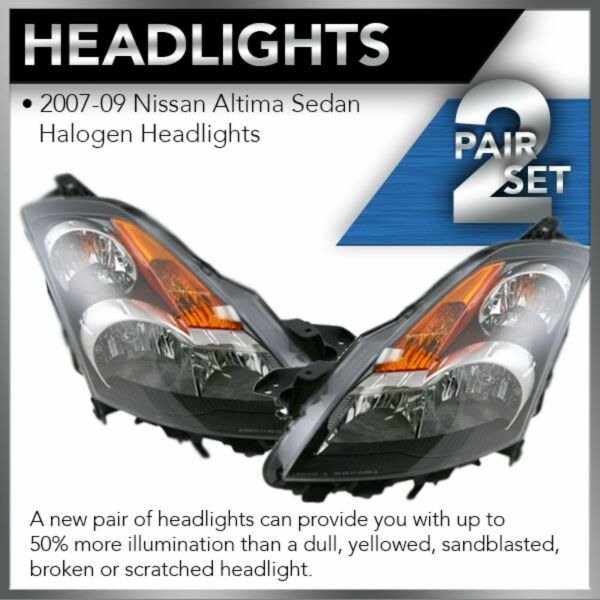 HEADLIGHTS
• 2007-09 Nissan Altima Sedan
Halogen Headlights
2
PAIR
SET
A new pair of headlights can provide you with up to
50% more illumination than a dull, yellowed, sandblasted,
broken or scratched headlight.